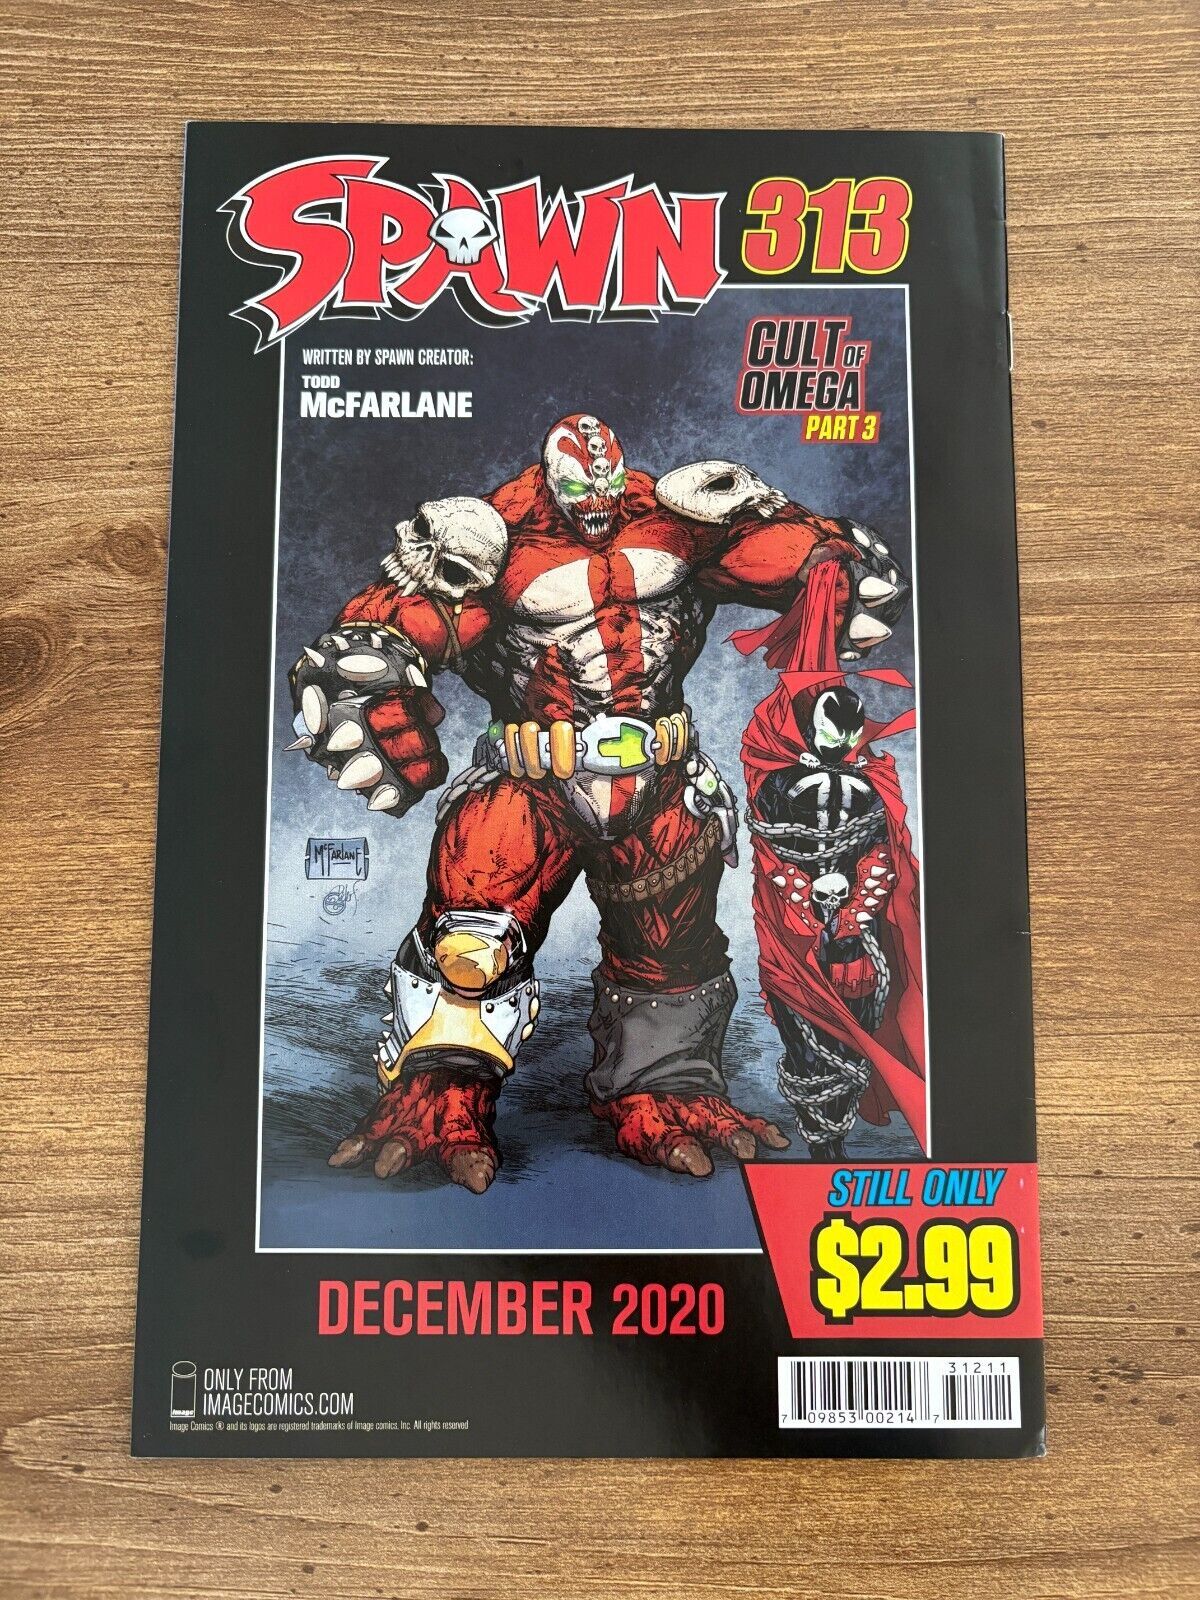 SPAWN 313
CULT OF
OMEGA
PART 3
WRITTEN BY SPAWN CREATOR:
TODD
McFARLANE
McFARLANE
STILL ONLY
$2.99
DECEMBER 2020
ONLY FROM
IMAGECOMICS.COM
image
Image Comics ® and its logos are registered trademarks of Image comics, Inc. All rights reserved
31211
7 09853 00214 7